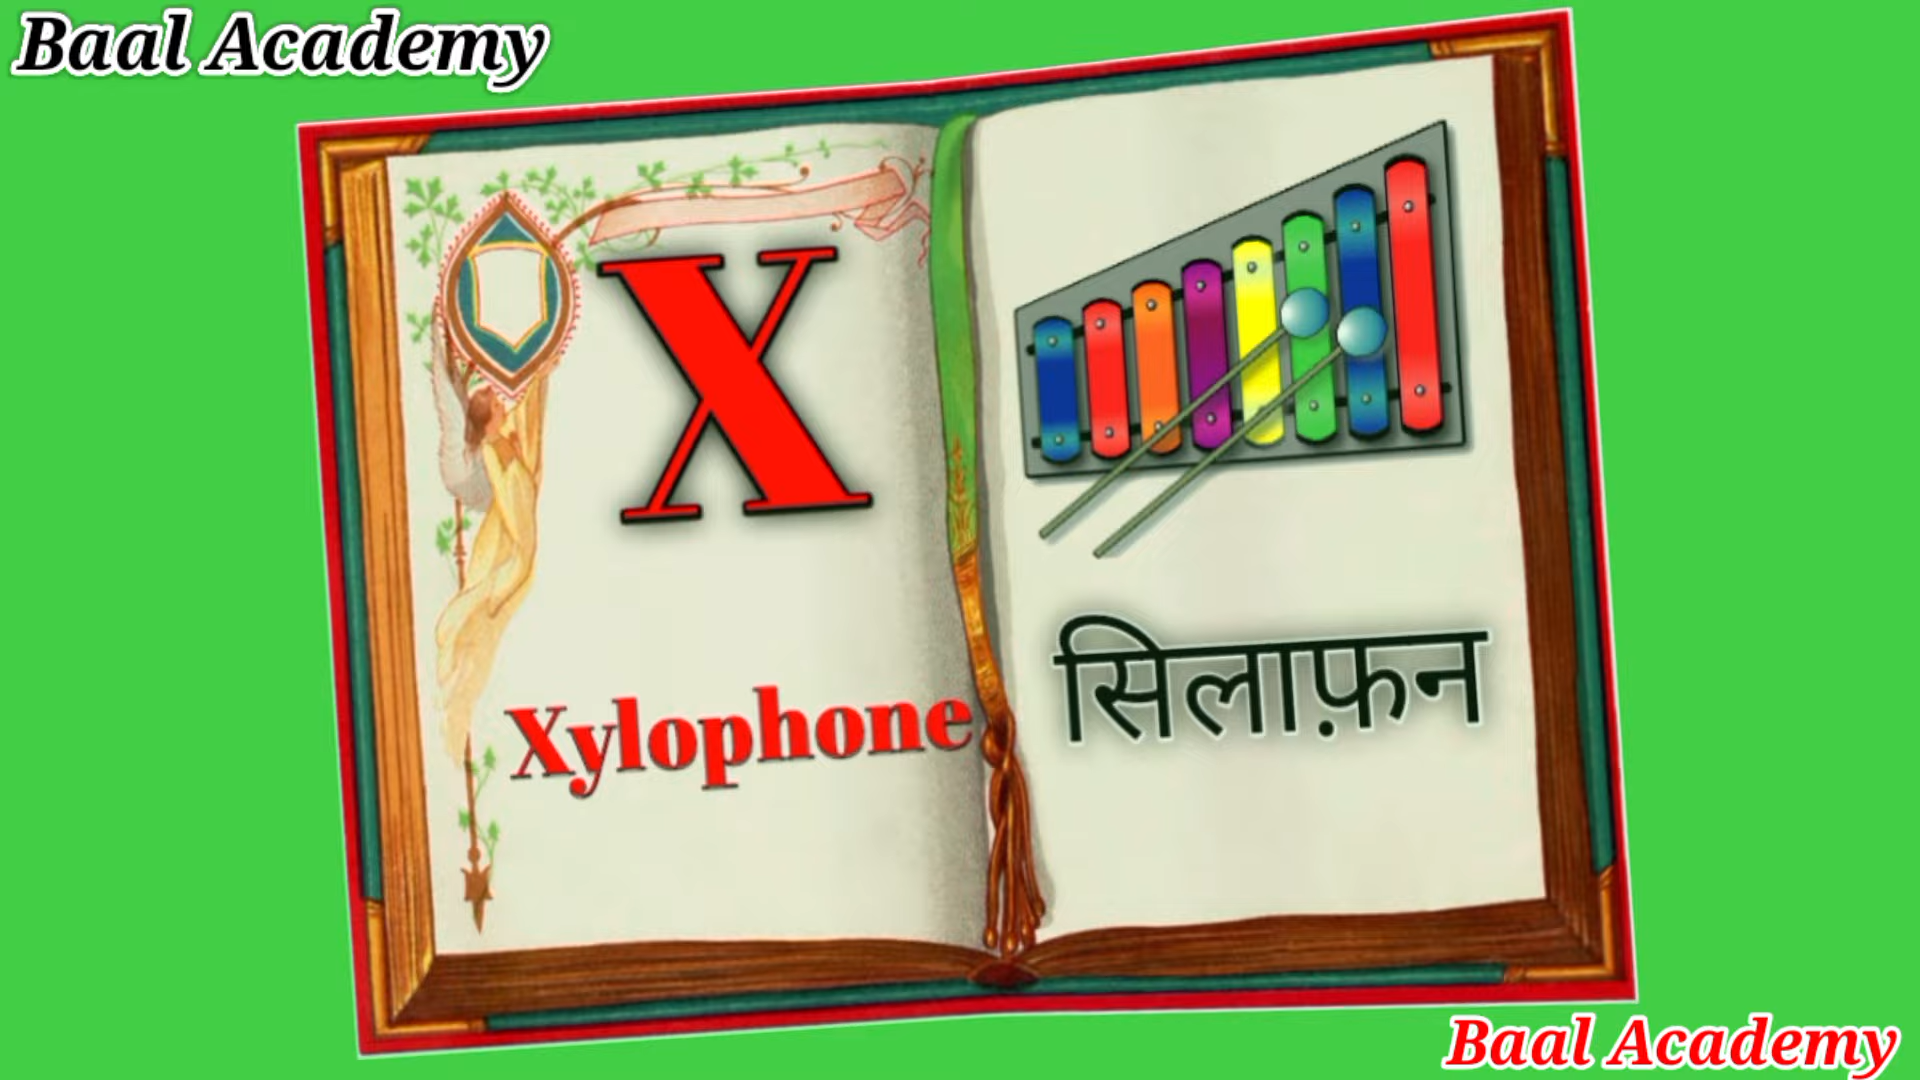 Baal Academy
X
Xylophone
सिलाफ़न
Baal Academy